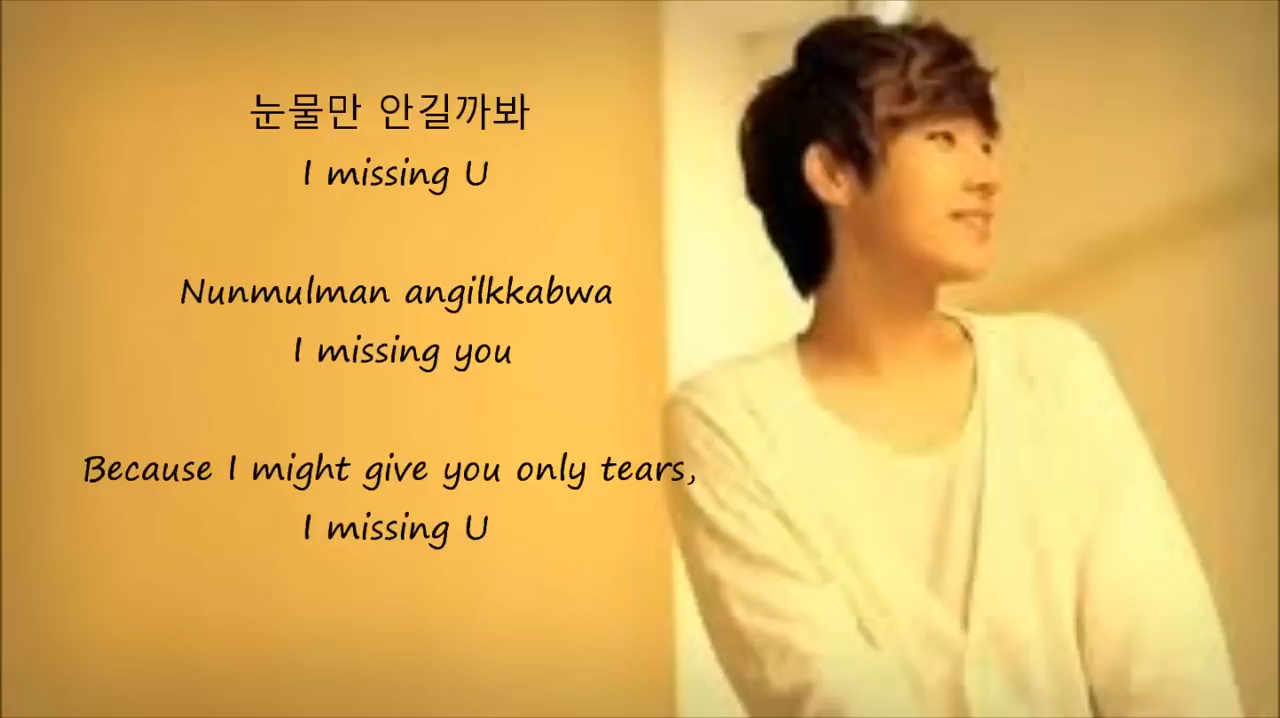 눈물만 안길까봐
I missing U
Nunmulman angilkkabwa
I missing you
Because I might give you only tears,
I missing U